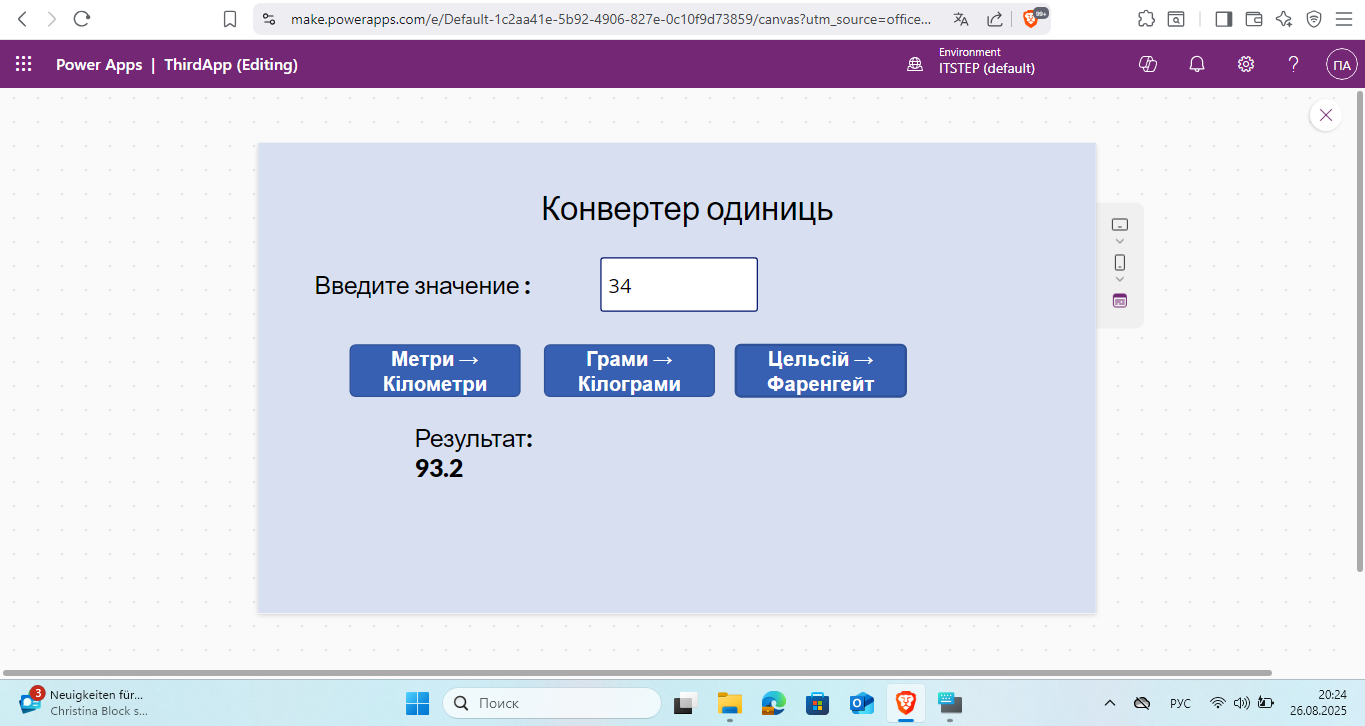 make.powerapps.com/e/Default-1c2aa41e-5b92-4906-827e-0c10f9d73859/canvas?utm_source=office...
99+
Power Apps | ThirdApp (Editing)
Environment
ITSTEP (default)
?
ПА
Конвертер одиниць
Введите значение :
34
Метри →
Кілометри
Грами →
Кілограми
Цельсій →
Фаренгейт
Результат:
93.2
3
Neuigkeiten für...
Christina Block s...
Поиск
РУС
20:24
26.08.2025